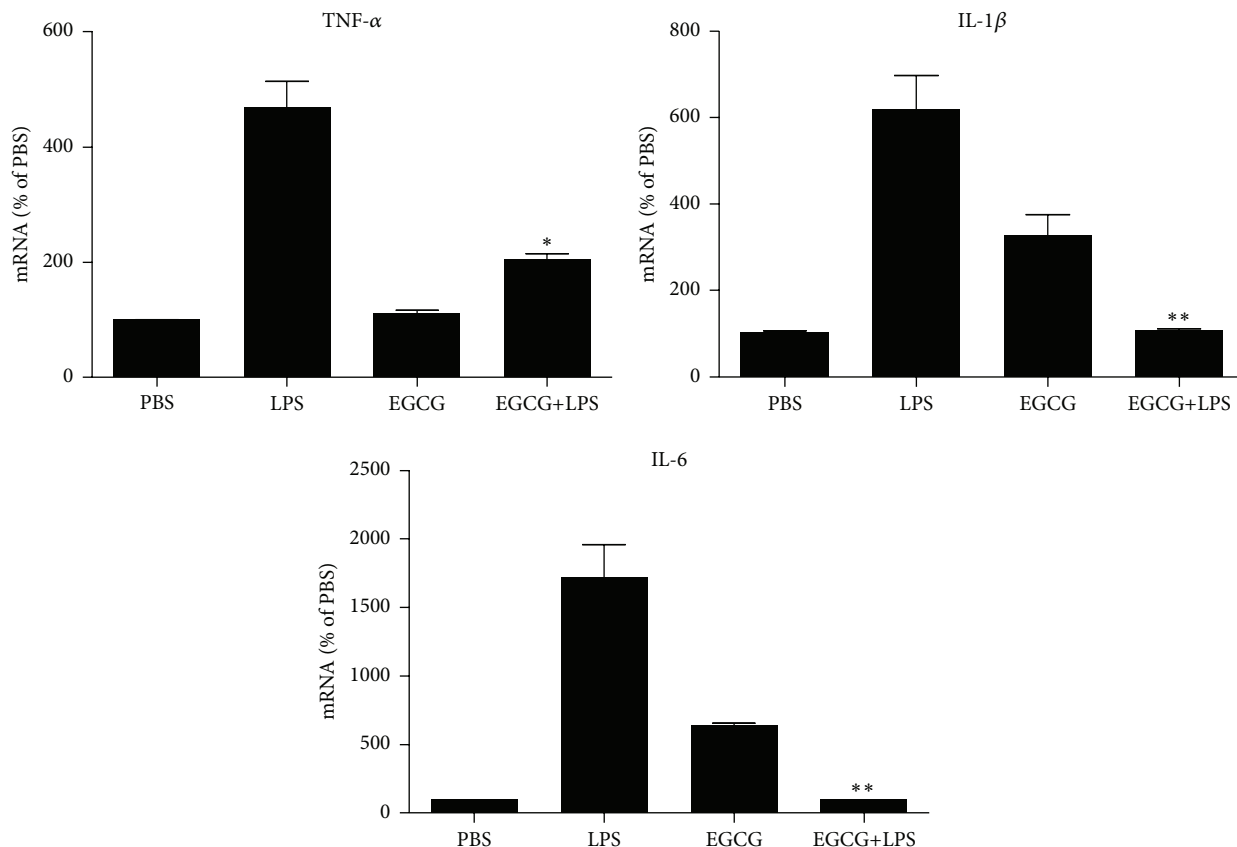 TNF-α
mRNA (% of PBS)
600
400
200
0
*
PBS LPS EGCG EGCG+LPS
IL-1β
mRNA (% of PBS)
800
600
400
200
0
**
PBS LPS EGCG EGCG+LPS
IL-6
mRNA (% of PBS)
2500
2000
1500
1000
500
0
**
PBS LPS EGCG EGCG+LPS